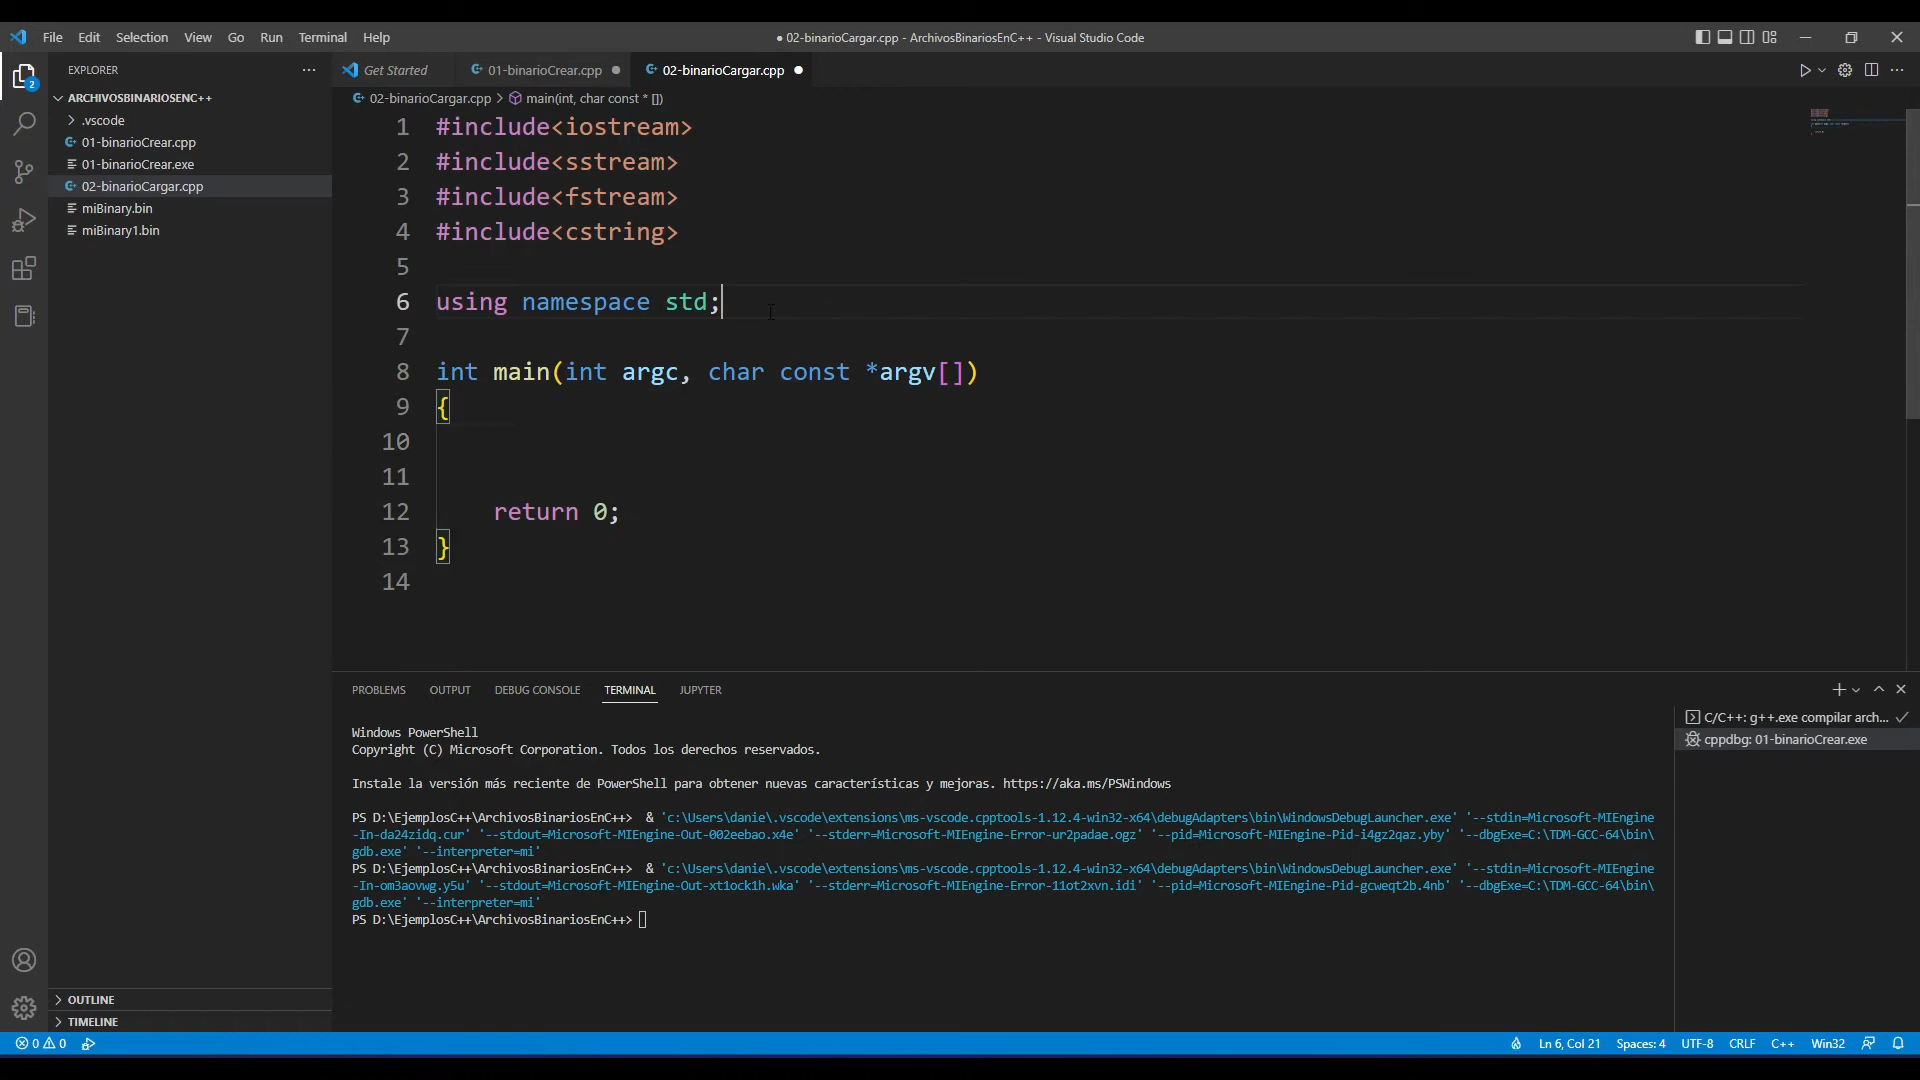 File Edit Selection View Go Run Terminal Help
● 02-binarioCargar.cpp - ArchivosBinariosEnC++ - Visual Studio Code
EXPLORER
Get Started
01-binarioCrear.cpp
02-binarioCargar.cpp
02-binarioCargar.cpp > main(int, char const * [])
2
ARCHIVOSBINARIOSENC++
.vscode
01-binarioCrear.cpp
01-binarioCrear.exe
02-binarioCargar.cpp
miBinary.bin
miBinary1.bin
1 #include<iostream>
2 #include<sstream>
3 #include<fstream>
4 #include<cstring>
5
6 using namespace std;
7
8 int main(int argc, char const *argv[])
9 {
10
11
12 return 0;
13 }
14
PROBLEMS OUTPUT DEBUG CONSOLE TERMINAL JUPYTER
Windows PowerShell
Copyright (C) Microsoft Corporation. Todos los derechos reservados.
Instale la versión más reciente de PowerShell para obtener nuevas características y mejoras. https://aka.ms/PSWindows
PS D:\EjemplosC++\ArchivosBinariosEnC++> & 'c:\Users\danie\.vscode\extensions\ms-vscode.cpptools-1.12.4-win32-x64\debugAdapters\bin\WindowsDebugLauncher.exe' '--stdin=Microsoft-MIEngine
-In-da24zidq.cur' '--stdout=Microsoft-MIEngine-Out-002eebao.x4e' '--stderr=Microsoft-MIEngine-Error-ur2padae.ogz' '--pid=Microsoft-MIEngine-Pid-i4gz2qaz.yby' '--dbgExe=C:\TDM-GCC-64\bin\
gdb.exe' '--interpreter=mi'
PS D:\EjemplosC++\ArchivosBinariosEnC++> & 'c:\Users\danie\.vscode\extensions\ms-vscode.cpptools-1.12.4-win32-x64\debugAdapters\bin\WindowsDebugLauncher.exe' '--stdin=Microsoft-MIEngine
-In-om3aovwg.y5u' '--stdout=Microsoft-MIEngine-Out-xt1ock1h.wka' '--stderr=Microsoft-MIEngine-Error-11ot2xvn.idi' '--pid=Microsoft-MIEngine-Pid-gcweqt2b.4nb' '--dbgExe=C:\TDM-GCC-64\bin\
gdb.exe' '--interpreter=mi'
PS D:\EjemplosC++\ArchivosBinariosEnC++>
C/C++: g++.exe compilar arch...
cppdbg: 01-binarioCrear.exe
OUTLINE
TIMELINE
0 0
Ln 6, Col 21 Spaces: 4 UTF-8 CRLF C++ Win32